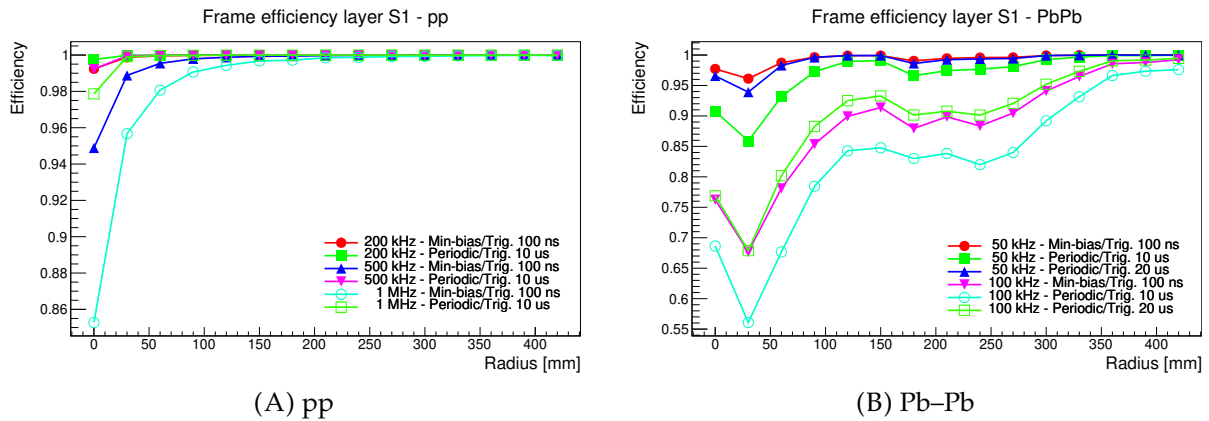 Frame efficiency layer S1 - pp
Efficiency
1
0.98
0.96
0.94
0.92
0.9
0.88
0.86
200 kHz - Min-bias/Trig. 100 ns
200 kHz - Periodic/Trig. 10 us
500 kHz - Min-bias/Trig. 100 ns
500 kHz - Periodic/Trig. 10 us
1 MHz - Min-bias/Trig. 100 ns
1 MHz - Periodic/Trig. 10 us
0 50 100 150 200 250 300 350 400
Radius [mm]
(A) pp
Frame efficiency layer S1 - PbPb
Efficiency
1
0.95
0.9
0.85
0.8
0.75
0.7
0.65
0.6
0.55
50 kHz - Min-bias/Trig. 100 ns
50 kHz - Periodic/Trig. 10 us
50 kHz - Periodic/Trig. 20 us
100 kHz - Min-bias/Trig. 100 ns
100 kHz - Periodic/Trig. 10 us
100 kHz - Periodic/Trig. 20 us
0 50 100 150 200 250 300 350 400
Radius [mm]
(B) Pb–Pb